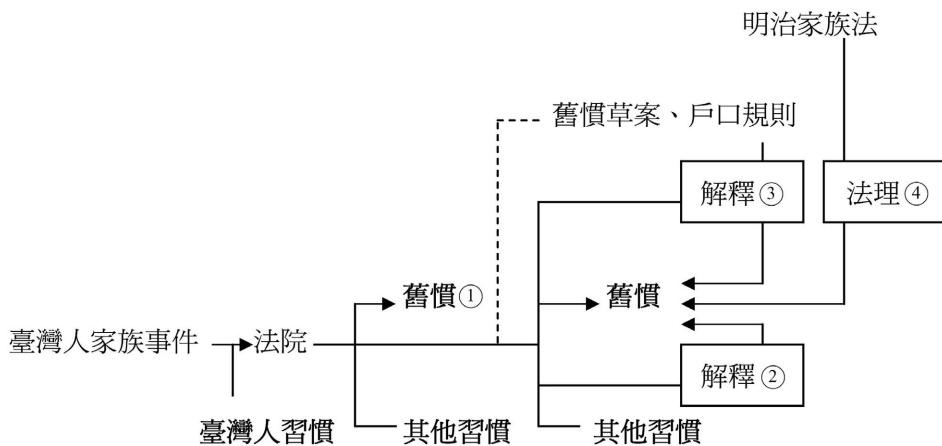 明治家族法
舊慣草案、戶口規則
解釋③
法理④
舊慣①
舊慣
臺灣人家族事件
法院
解釋②
臺灣人習慣
其他習慣
其他習慣